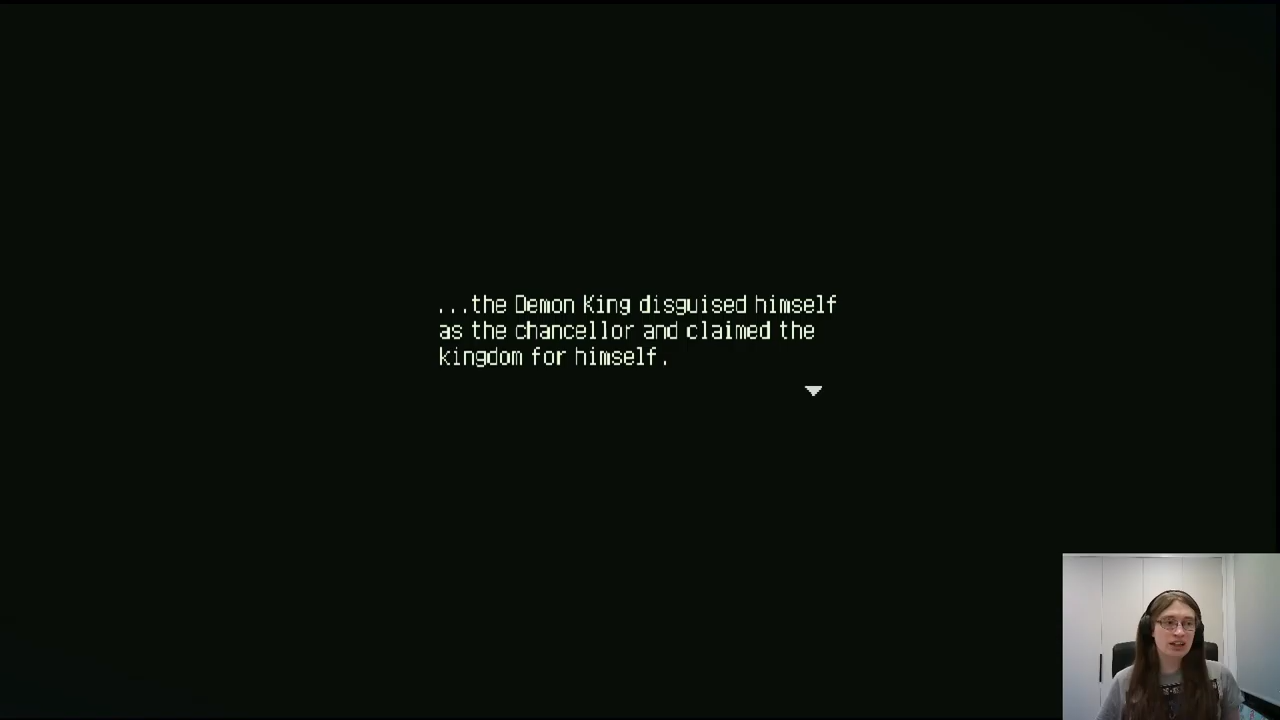 ...the Demon King disguised himself
as the chancellor and claimed the
kingdom for himself.